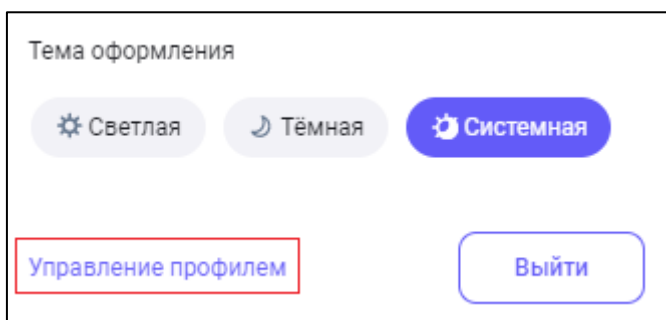 Тема оформления
Светлая Тёмная Системная
Управление профилем Выйти